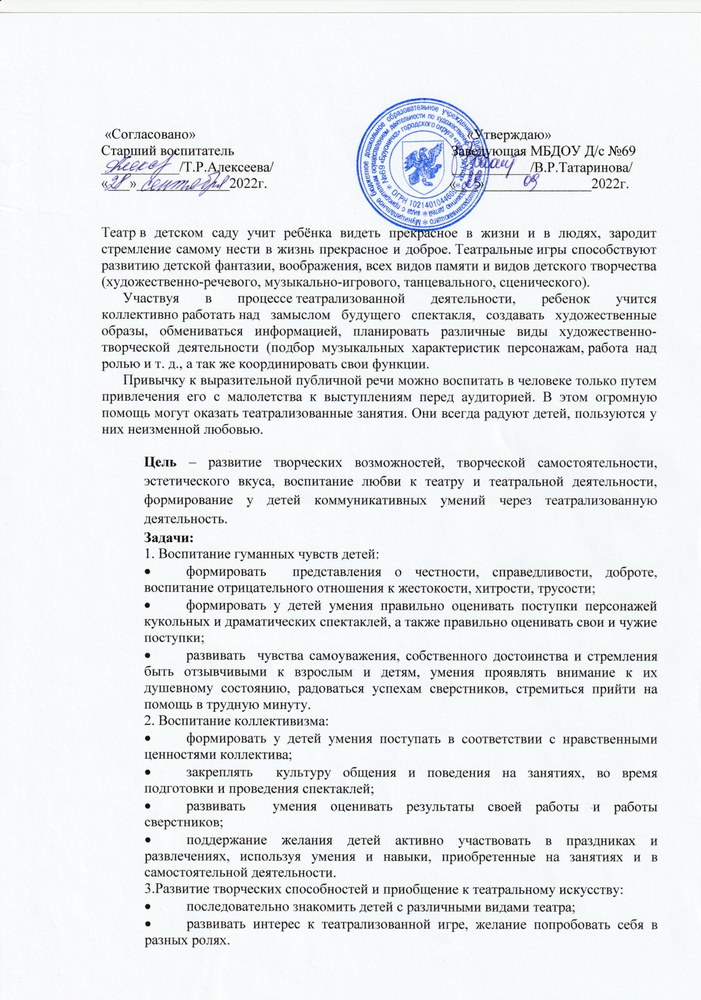 «Согласовано»
«Утверждаю»
Старший воспитатель
Заведующая МБДОУ Д/с №69
/Т.Р.Алексеева/
/В.Р.Татаринова/
«28» сентября 2022г.
«» 09 2022г.
Муниципальное бюджетное дошкольное образовательное учреждение «Детский сад общеразвивающего
вида с приоритетным осуществлением деятельности по художественно-эстетическому развитию детей
№69 «Брусничка» городского округа «город Якутск»
ОГРН 1021401044609
Театр в детском саду учит ребёнка видеть прекрасное в жизни и в людях, зародит
стремление самому нести в жизнь прекрасное и доброе. Театральные игры способствуют
развитию детской фантазии, воображения, всех видов памяти и видов детского творчества
(художественно-речевого, музыкально-игрового, танцевального, сценического).
Участвуя в процессе театрализованной деятельности, ребенок учится
коллективно работать над замыслом будущего спектакля, создавать художественные
образы, обмениваться информацией, планировать различные виды художественно-
творческой деятельности (подбор музыкальных характеристик персонажам, работа над
ролью и т. д., а так же координировать свои функции.
Привычку к выразительной публичной речи можно воспитать в человеке только путем
привлечения его с малолетства к выступлениям перед аудиторией. В этом огромную
помощь могут оказать театрализованные занятия. Они всегда радуют детей, пользуются у
них неизменной любовью.
Цель – развитие творческих возможностей, творческой самостоятельности,
эстетического вкуса, воспитание любви к театру и театральной деятельности,
формирование у детей коммуникативных умений через театрализованную
деятельность.
Задачи:
1. Воспитание гуманных чувств детей:
• формировать представления о честности, справедливости, доброте,
воспитание отрицательного отношения к жестокости, хитрости, трусости;
• формировать у детей умения правильно оценивать поступки персонажей
кукольных и драматических спектаклей, а также правильно оценивать свои и чужие
поступки;
• развивать чувства самоуважения, собственного достоинства и стремления
быть отзывчивыми к взрослым и детям, умения проявлять внимание к их
душевному состоянию, радоваться успехам сверстников, стремиться прийти на
помощь в трудную минуту.
2. Воспитание коллективизма:
• формировать у детей умения поступать в соответствии с нравственными
ценностями коллектива;
• закреплять культуру общения и поведения на занятиях, во время
подготовки и проведения спектаклей;
• развивать умения оценивать результаты своей работы и работы
сверстников;
• поддержание желания детей активно участвовать в праздниках и
развлечениях, используя умения и навыки, приобретенные на занятиях и в
самостоятельной деятельности.
3.Развитие творческих способностей и приобщение к театральному искусству:
• последовательно знакомить детей с различными видами театра;
• развивать интерес к театрализованной игре, желание попробовать себя в
разных ролях.